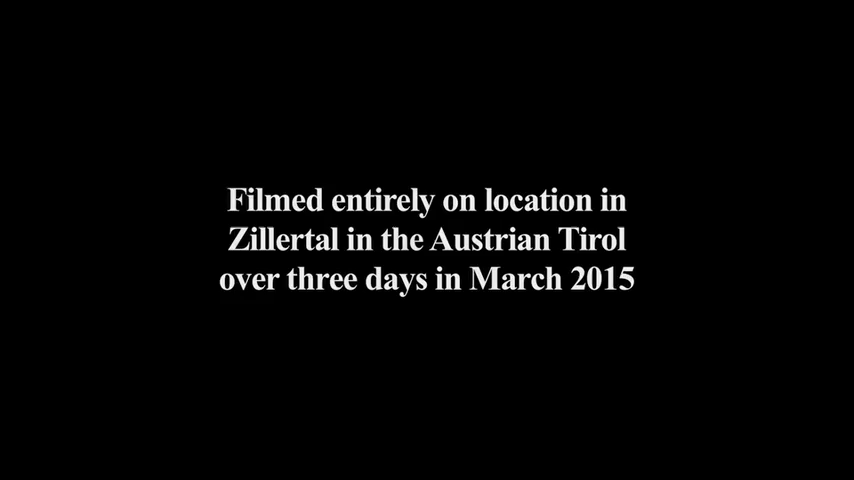 Filmed entirely on location in
Zillertal in the Austrian Tirol
over three days in March 2015